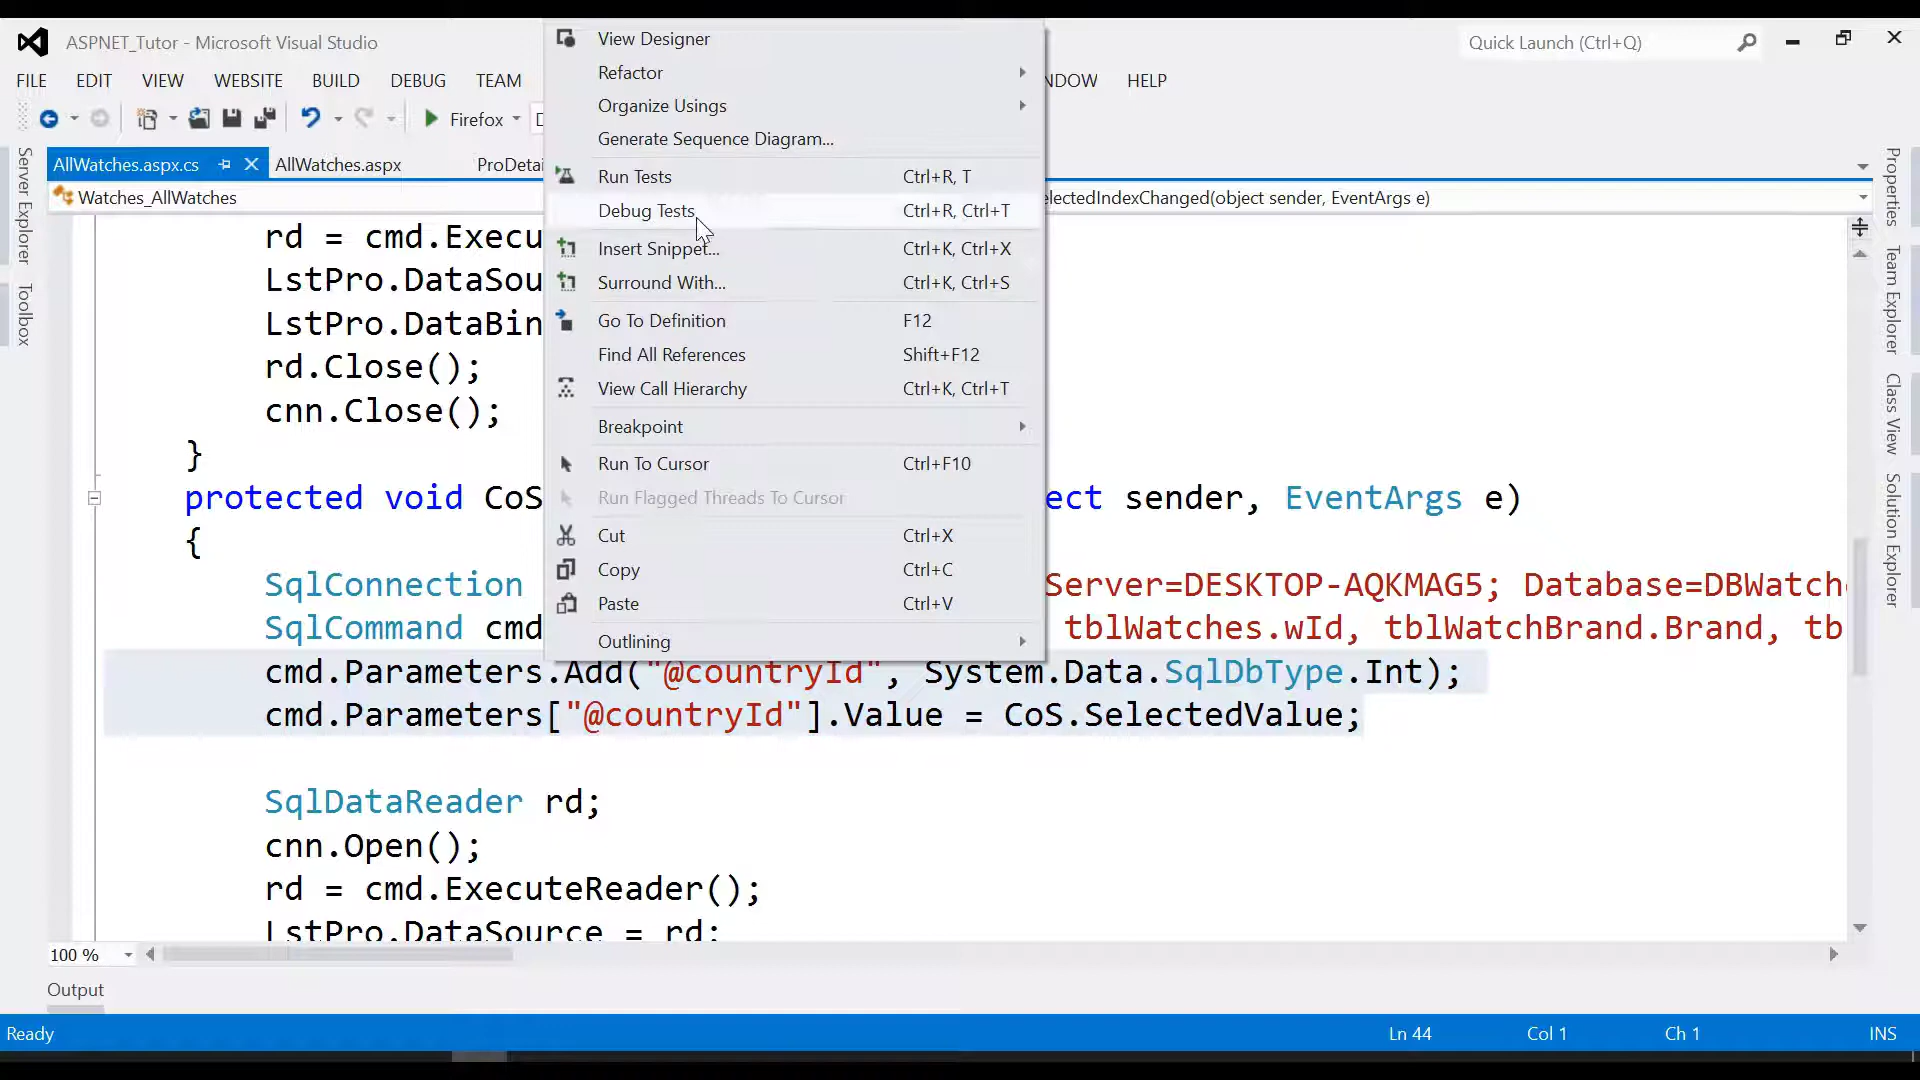 ASPNET_Tutor - Microsoft Visual Studio
Quick Launch (Ctrl+Q)
FILE EDIT VIEW WEBSITE BUILD DEBUG TEAM NDOW HELP
Firefox
AllWatches.aspx.cs AllWatches.aspx ProDetai
Watches_AllWatches
electedIndexChanged(object sender, EventArgs e)
View Designer
Refactor
Organize Usings
Generate Sequence Diagram...
Run Tests Ctrl+R, T
Debug Tests Ctrl+R, Ctrl+T
Insert Snippet... Ctrl+K, Ctrl+X
Surround With... Ctrl+K, Ctrl+S
Go To Definition F12
Find All References Shift+F12
View Call Hierarchy Ctrl+K, Ctrl+T
Breakpoint
Run To Cursor Ctrl+F10
Run Flagged Threads To Cursor
Cut Ctrl+X
Copy Ctrl+C
Paste Ctrl+V
Outlining
rd = cmd.Execu
LstPro.DataSou
LstPro.DataBin
rd.Close();
cnn.Close();
}
protected void CoS ect sender, EventArgs e)
{
SqlConnection Server=DESKTOP-AQKMAG5; Database=DBWatch
SqlCommand cmd tblWatches.wId, tblWatchBrand.Brand, tb
cmd.Parameters.Add("@countryId", System.Data.SqlDbType.Int);
cmd.Parameters["@countryId"].Value = CoS.SelectedValue;
SqlDataReader rd;
cnn.Open();
rd = cmd.ExecuteReader();
LstPro.DataSource = rd;
100 %
Output
Ready
Ln 44 Col 1 Ch 1 INS
Server Explorer
Toolbox
Properties
Team Explorer
Class View
Solution Explorer